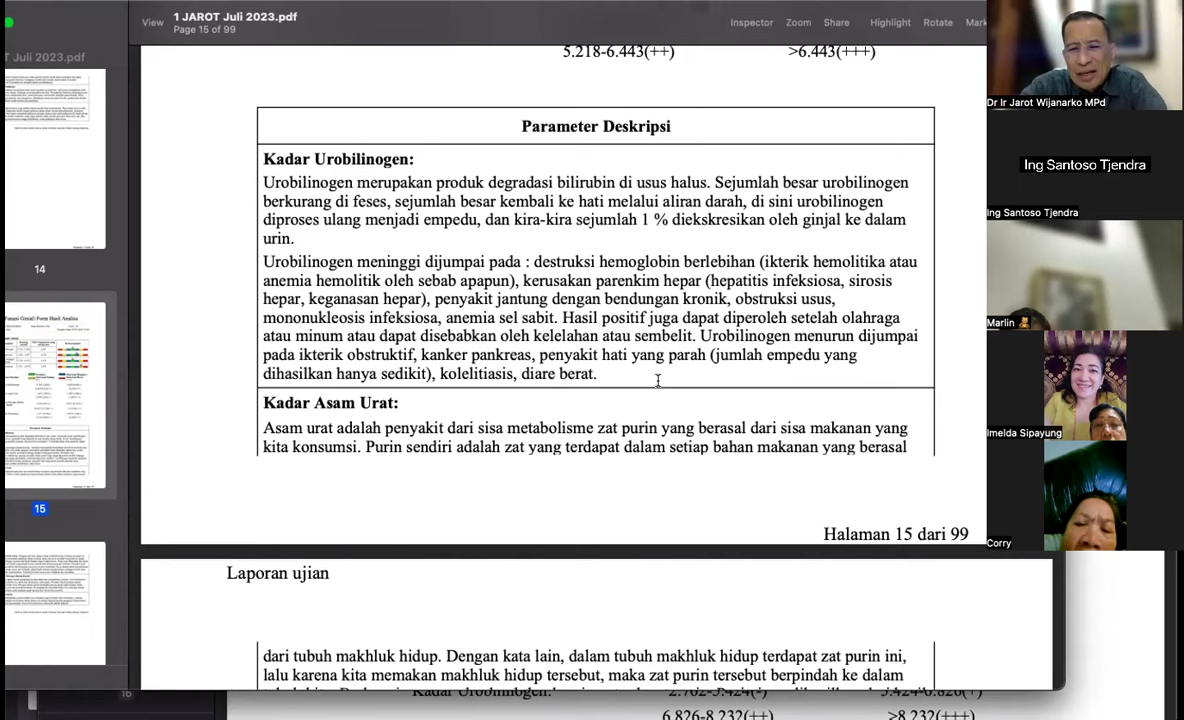 View
1 JAROT Juli 2023.pdf
Page 15 of 99
Inspector
Zoom
Share
Highlight
Rotate
T Juli 2023.pdf
5.218-6.443(++) >6.443(+++)
Parameter Deskripsi
Kadar Urobilinogen:
Urobilinogen merupakan produk degradasi bilirubin di usus halus. Sejumlah besar urobilinogen
berkurang di feses, sejumlah besar kembali ke hati melalui aliran darah, di sini urobilinogen
diproses ulang menjadi empedu, dan kira-kira sejumlah 1 % diekskresikan oleh ginjal ke dalam
urin.
Urobilinogen meninggi dijumpai pada : destruksi hemoglobin berlebihan (ikterik hemolitika atau
anemia hemolitik oleh sebab apapun), kerusakan parenkim hepar (hepatitis infeksiosa, sirosis
hepar, keganasan hepar), penyakit jantung dengan bendungan kronik, obstruksi usus,
mononukleosis infeksiosa, anemia sel sabit. Hasil positif juga dapat diperoleh setelah olahraga
atau minum atau dapat disebabkan oleh kelelahan atau sembelit. Urobilinogen menurun dijumpai
pada ikterik obstruktif, kanker pankreas, penyakit hati yang parah (jumlah empedu yang
dihasilkan hanya sedikit), kolelitiasis, diare berat.
Kadar Asam Urat:
Asam urat adalah penyakit dari sisa metabolisme zat purin yang berasal dari sisa makanan yang
kita konsumsi. Purin sendiri adalah zat yang terdapat dalam setiap bahan makanan yang berasal
Halaman 15 dari 99
Laporan ujian
dari tubuh makhluk hidup. Dengan kata lain, dalam tubuh makhluk hidup terdapat zat purin ini,
lalu karena kita memakan makhluk hidup tersebut, maka zat purin tersebut berpindah ke dalam
6.826-8.232(++) >8.232(+++)
14
15
16
Dr Ir Jarot Wijanarko MPd
Ing Santoso Tjendra
Ing Santoso Tjendra
Marlin
Imelda Sipayung
Corry